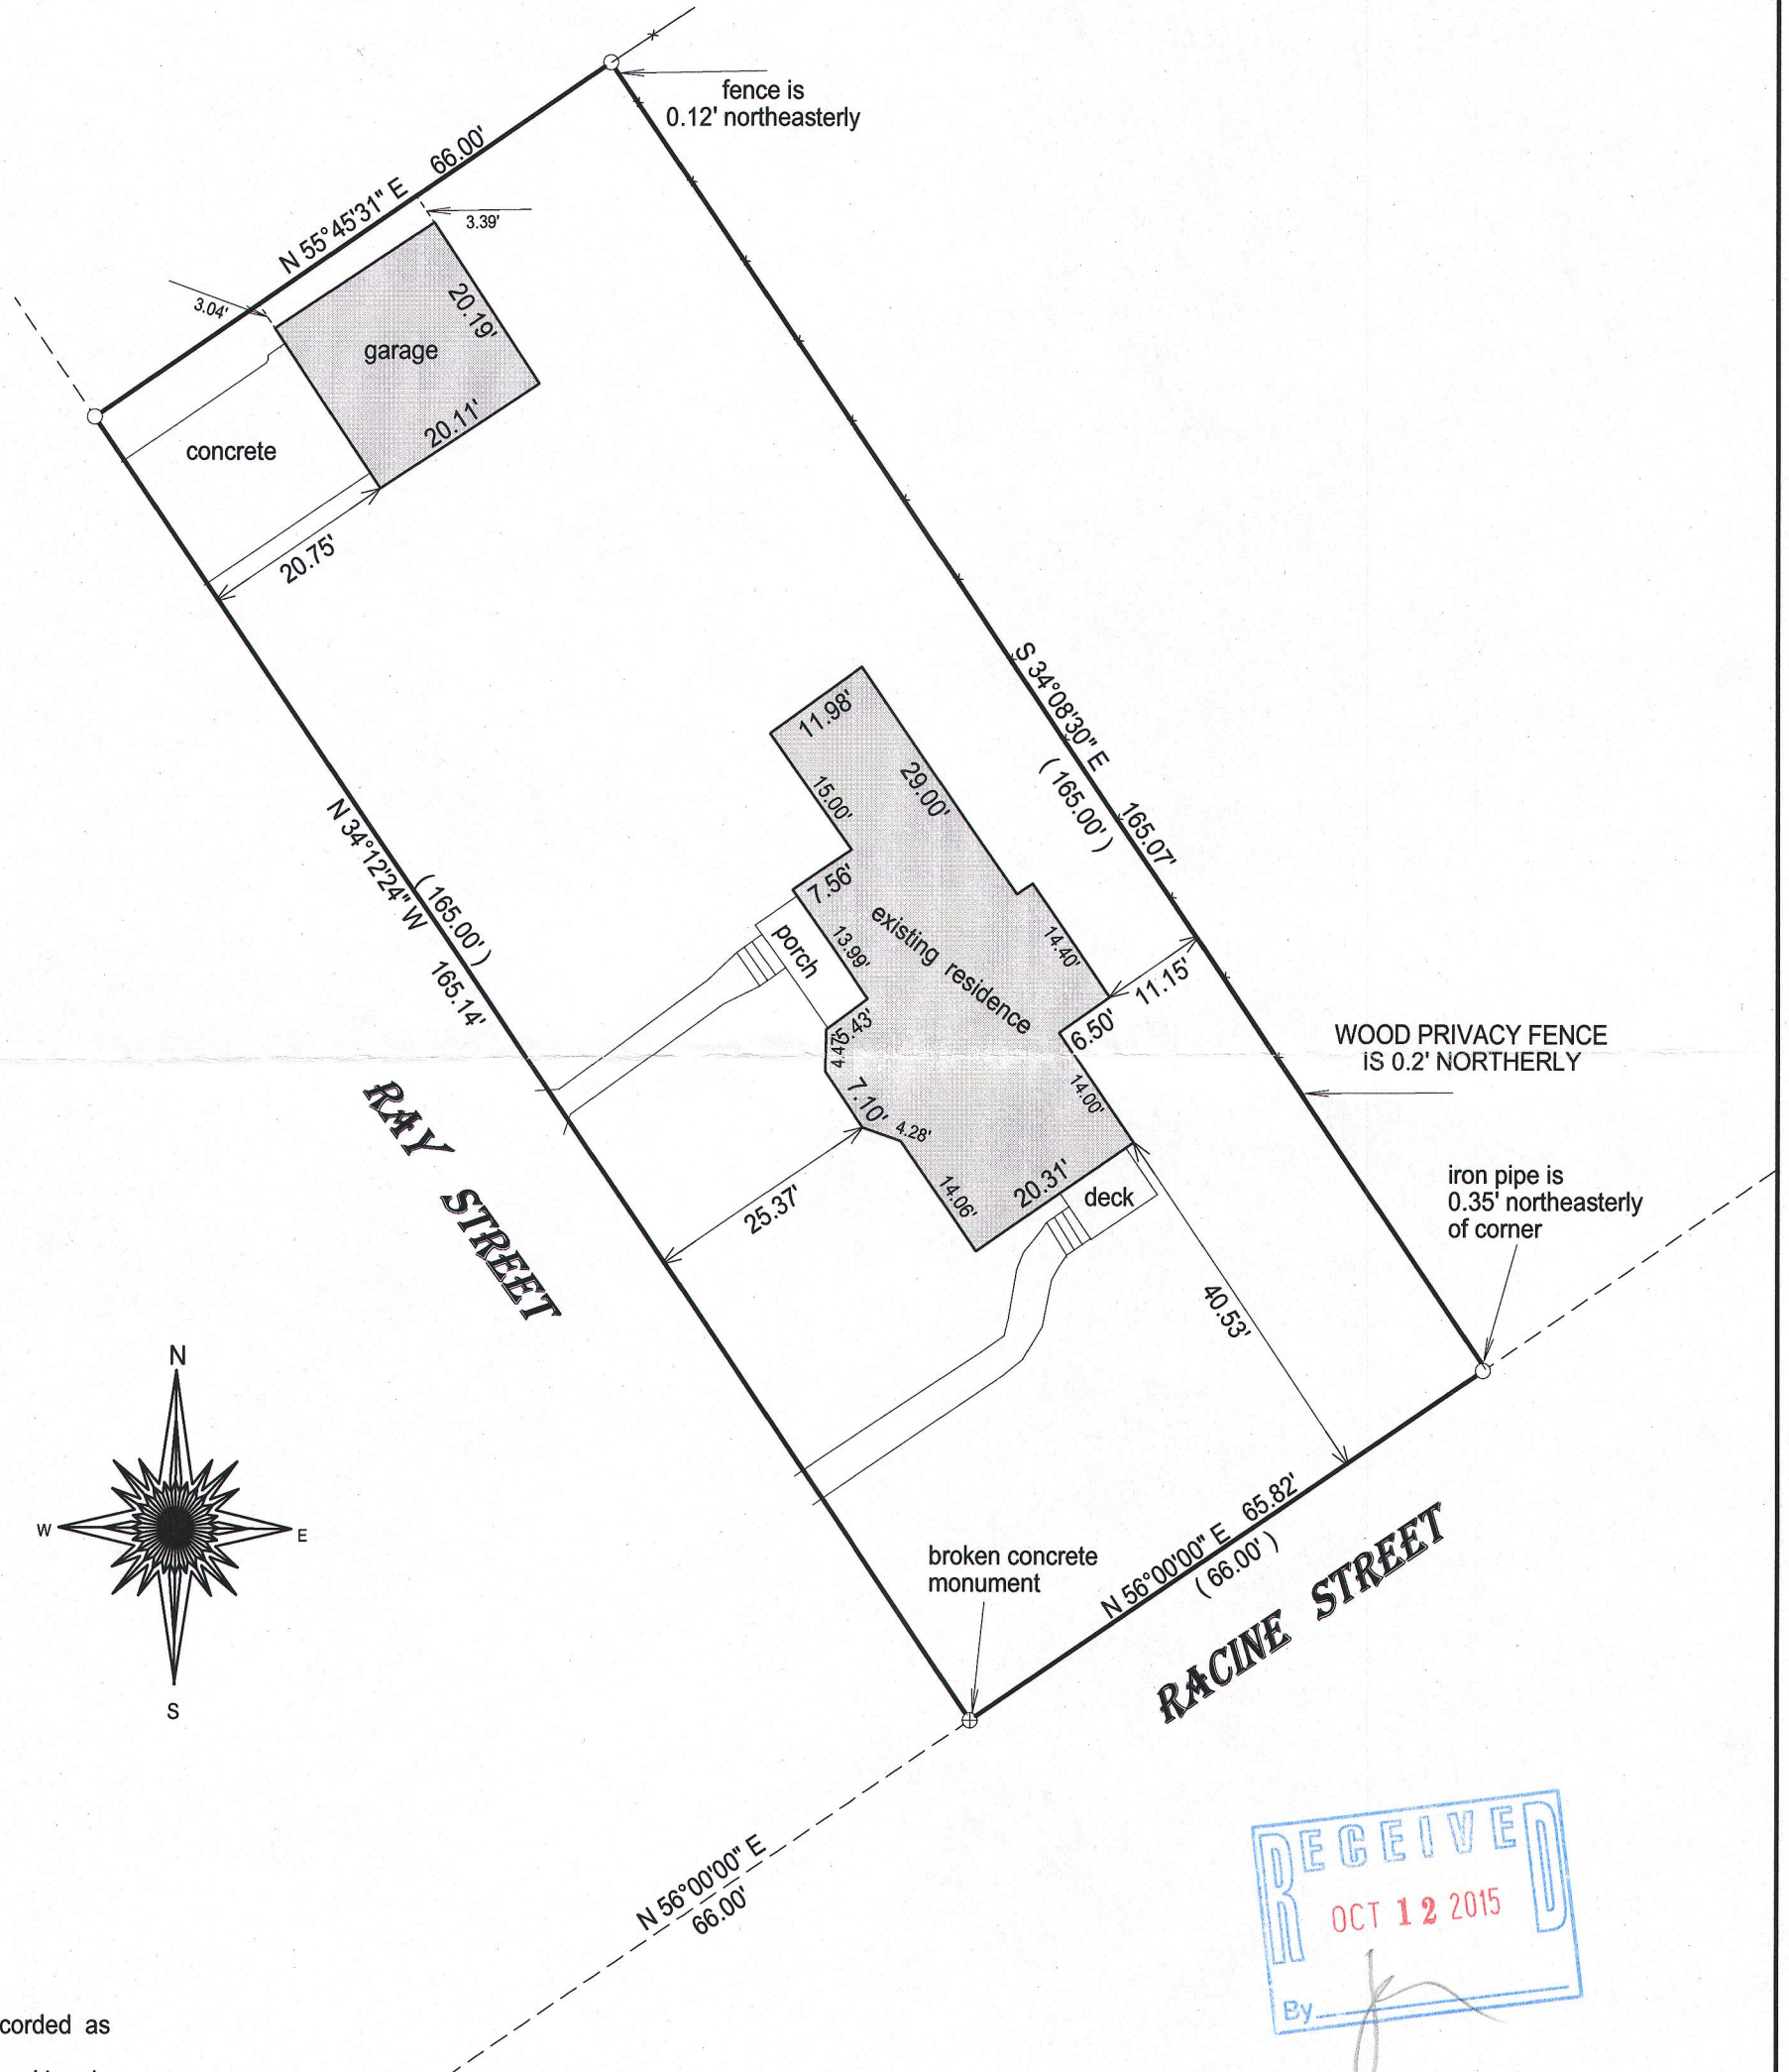 fence is
0.12' northeasterly
N 55°45'31" E 66.00'
3.39'
3.04'
20.19'
garage
20.11'
concrete
20.75'
S 34°08'30" E 165.07'
( 165.00' )
11.98'
29.00'
15.00'
N 34°12'24" W 165.14'
( 165.00' )
7.56'
existing residence
14.40'
porch
13.99'
11.15'
5.43'
6.50'
4.47'
WOOD PRIVACY FENCE
IS 0.2' NORTHERLY
7.10'
14.00'
4.28'
RAY STREET
25.37'
14.06'
20.31'
deck
iron pipe is
0.35' northeasterly
of corner
40.53'
N
W
E
S
broken concrete
monument
N 56°00'00" E 65.82'
( 66.00' )
RACINE STREET
N 56°00'00" E
66.00'
RECEIVED
OCT 12 2015
By
corded as